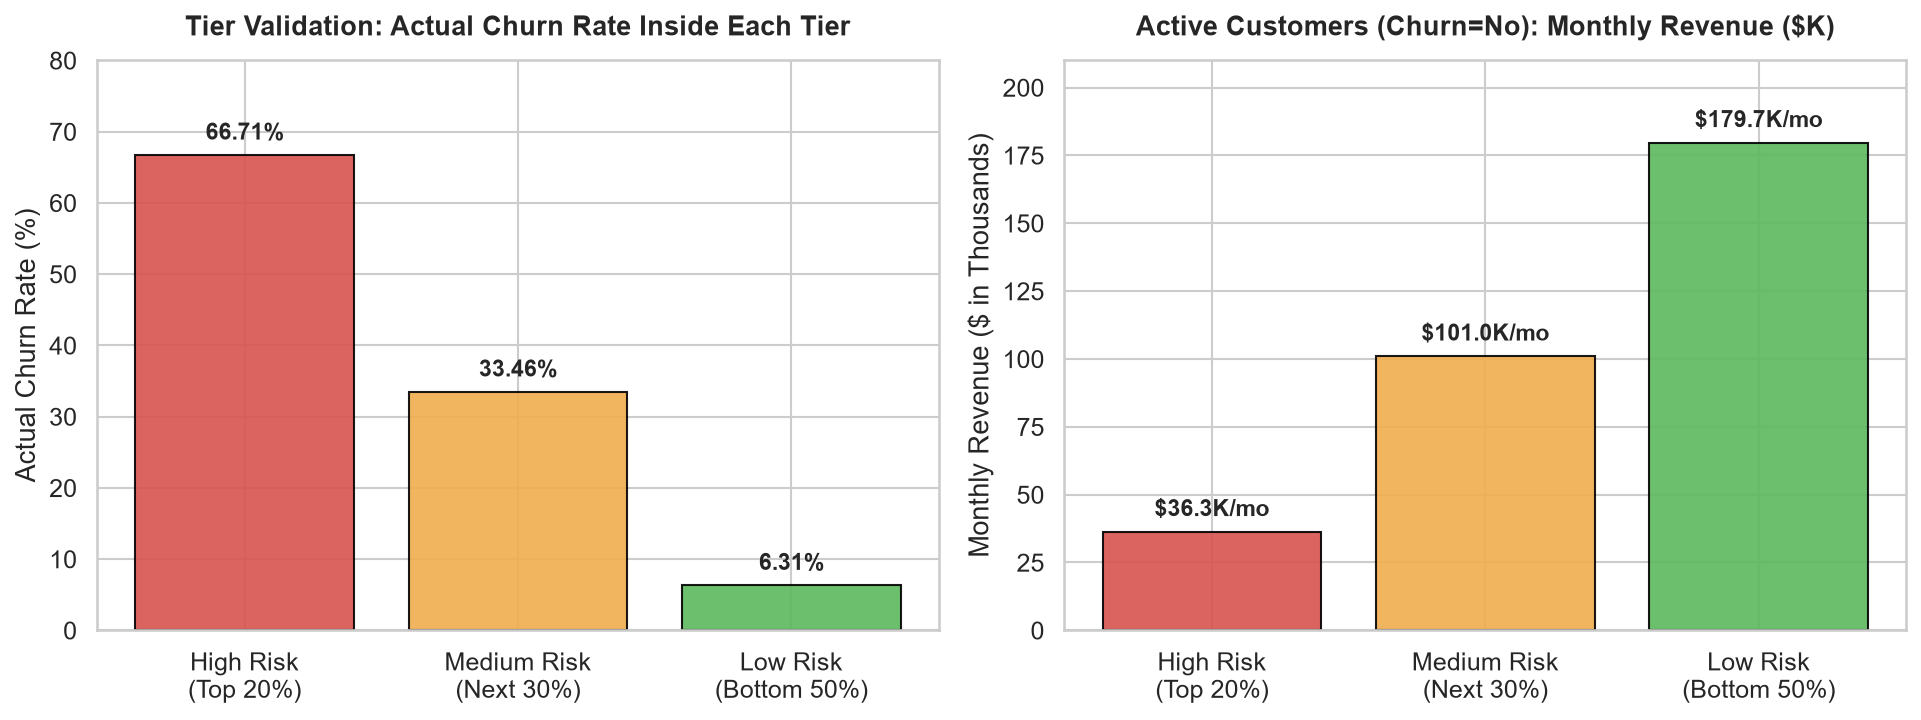 Tier Validation: Actual Churn Rate Inside Each Tier
Actual Churn Rate (%)
80
70
60
50
40
30
20
10
0
66.71%
33.46%
6.31%
High Risk
(Top 20%)
Medium Risk
(Next 30%)
Low Risk
(Bottom 50%)
Active Customers (Churn=No): Monthly Revenue ($K)
Monthly Revenue ($ in Thousands)
200
175
150
125
100
75
50
25
0
$36.3K/mo
$101.0K/mo
$179.7K/mo
High Risk
(Top 20%)
Medium Risk
(Next 30%)
Low Risk
(Bottom 50%)